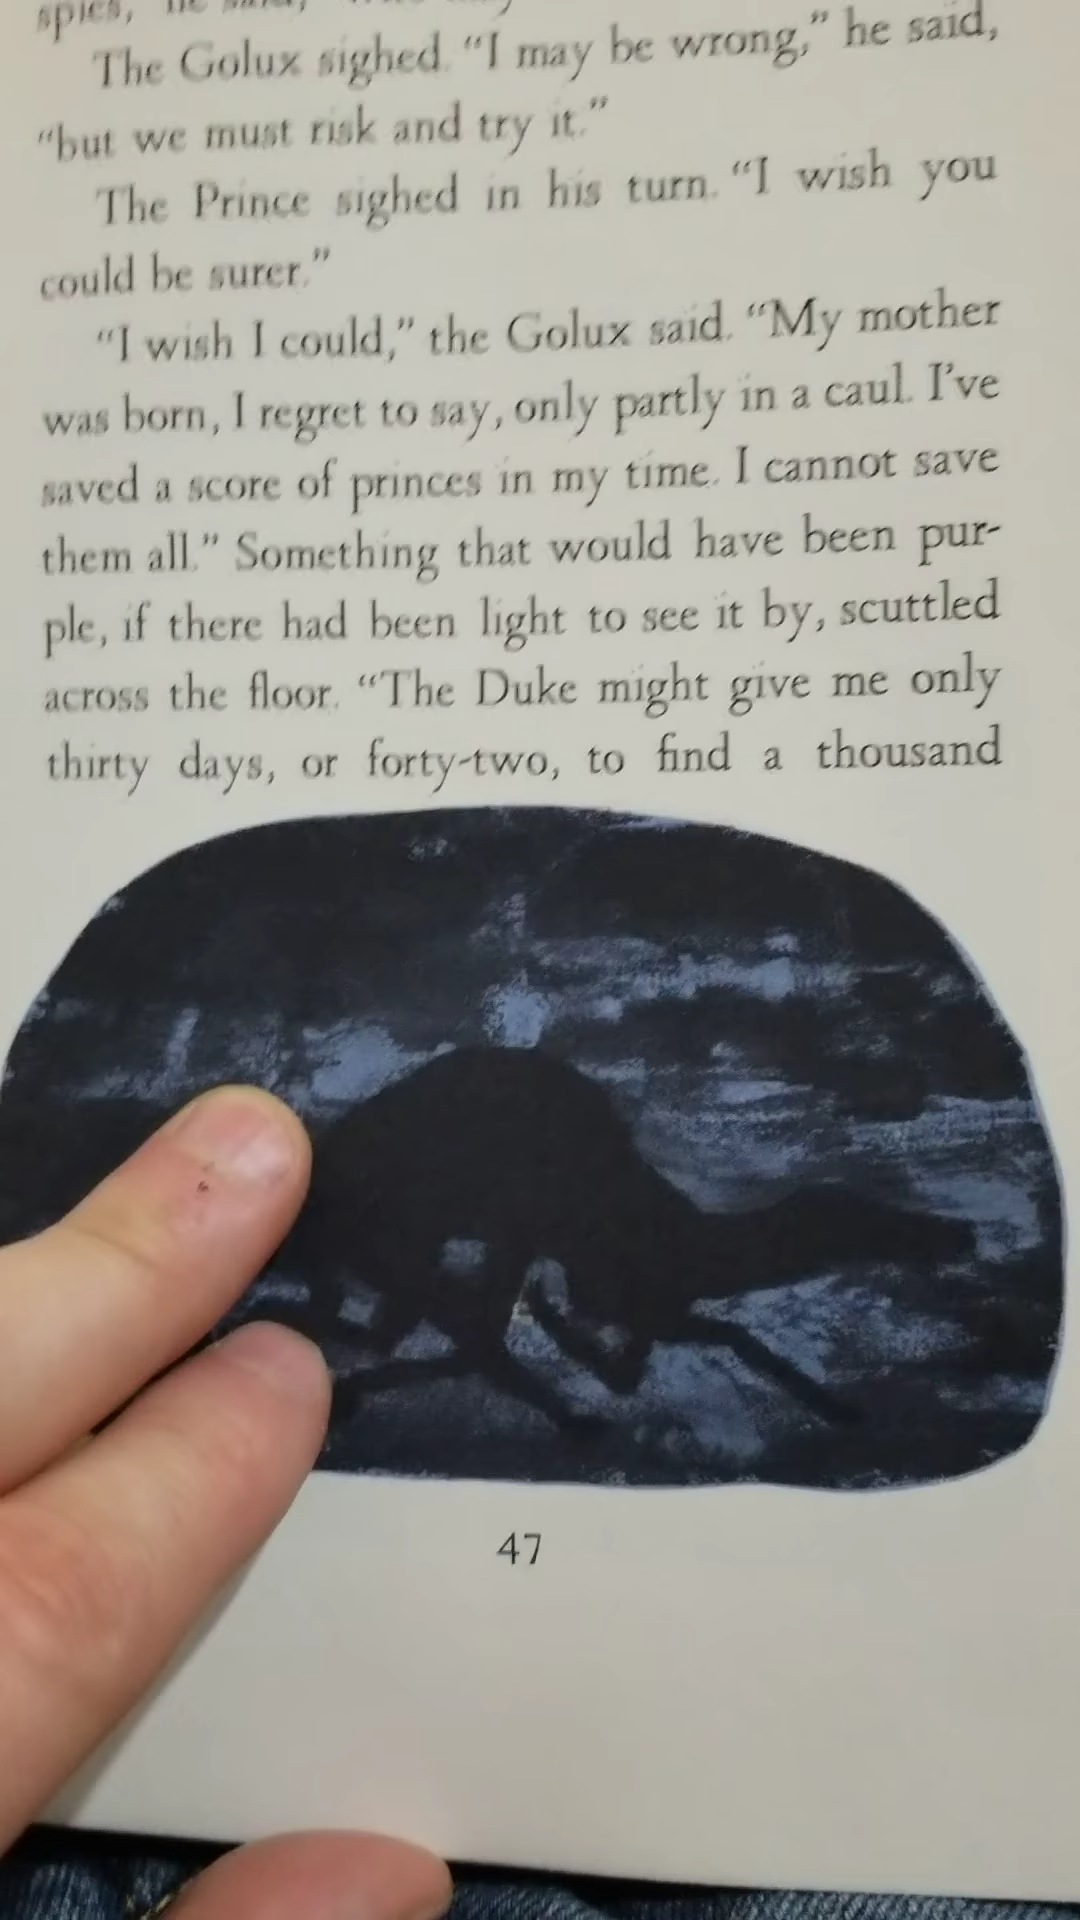 spies,” he said,
The Golux sighed. “I may be wrong,” he said,
“but we must risk and try it.”
The Prince sighed in his turn. “I wish you
could be surer.”
“I wish I could,” the Golux said. “My mother
was born, I regret to say, only partly in a caul. I’ve
saved a score of princes in my time. I cannot save
them all.” Something that would have been pur-
ple, if there had been light to see it by, scuttled
across the floor. “The Duke might give me only
thirty days, or forty-two, to find a thousand
47